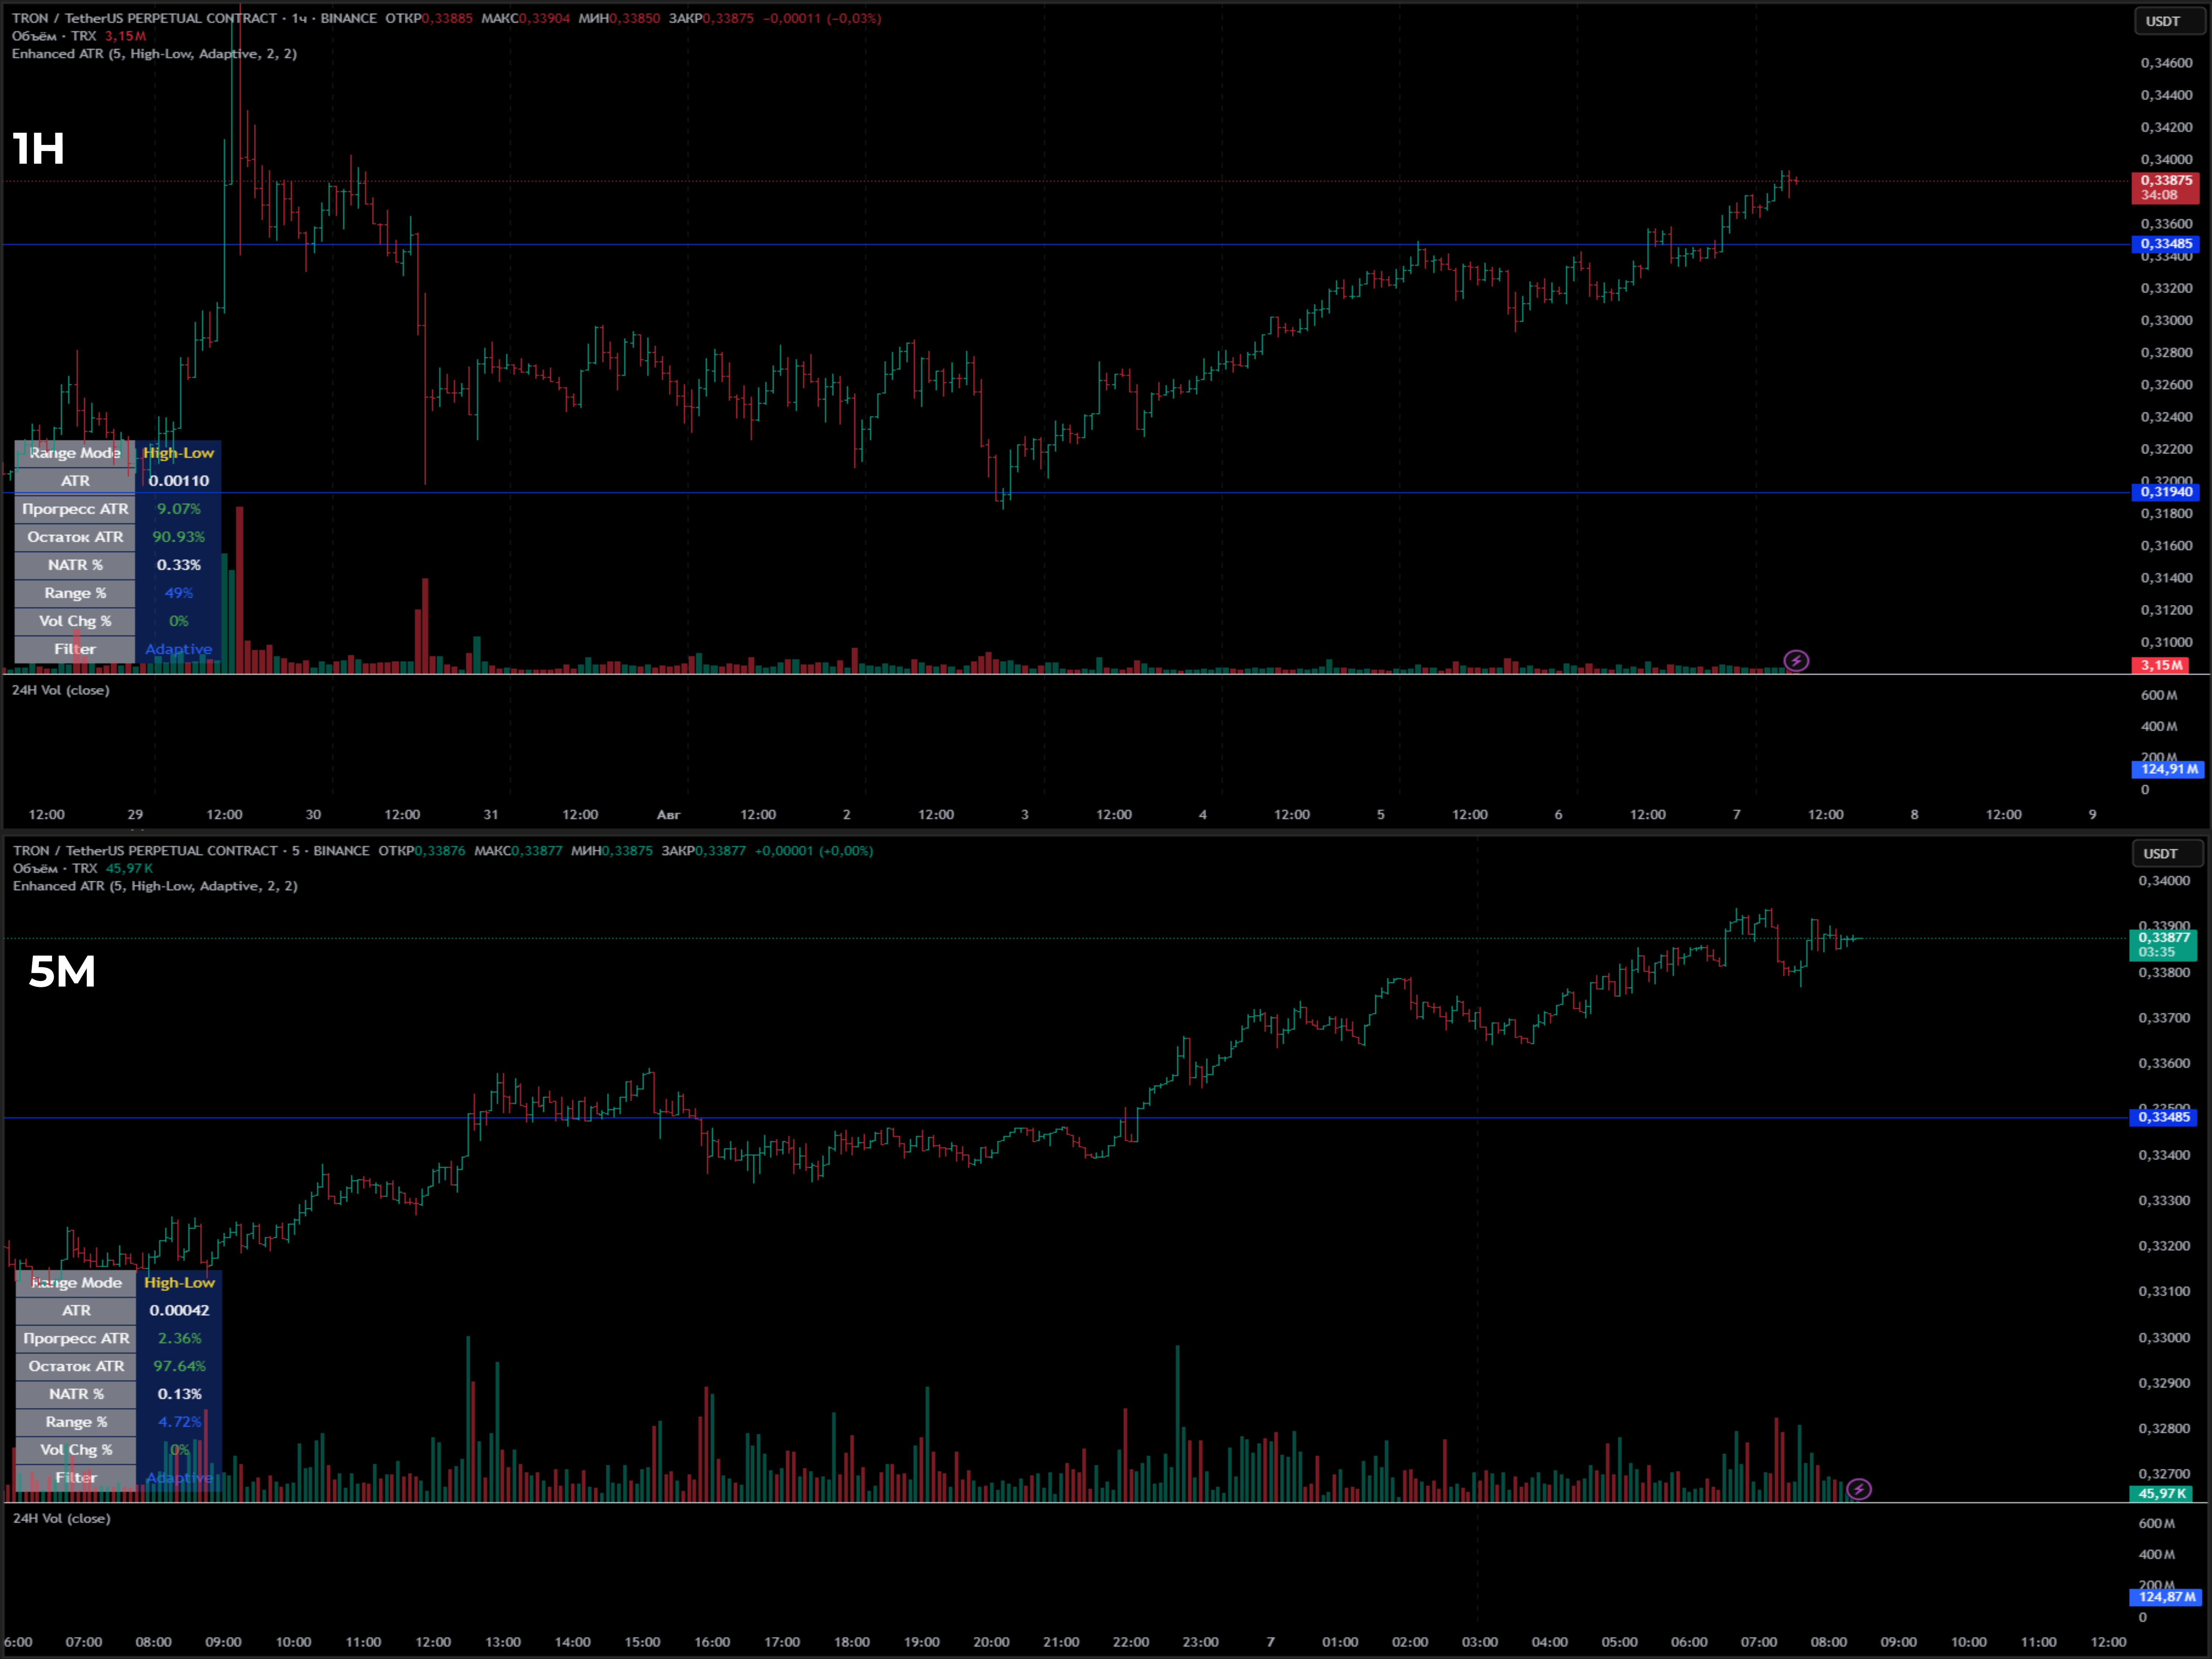 TRON / TetherUS PERPETUAL CONTRACT · 1ч · BINANCE ОТКР0,33885 МАКС0,33904 МИН0,33850 ЗАКР0,33875 −0,00011 (−0,03%)
Объём · TRX 3,15M
Enhanced ATR (5, High-Low, Adaptive, 2, 2)
1H
USDT
0,34600
0,34400
0,34200
0,34000
0,33875
34:08
0,33600
0,33485
0,33400
0,33200
0,33000
0,32800
0,32600
0,32400
0,32200
0,32000
0,31940
0,31800
0,31600
0,31400
0,31200
0,31000
3,15M
Range Mode High-Low
ATR 0.00110
Прогресс ATR 9.07%
Остаток ATR 90.93%
NATR % 0.33%
Range % 49%
Vol Chg % 0%
Filter Adaptive
24H Vol (close)
600M
400M
200M
124,91M
0
12:00 29 12:00 30 12:00 31 12:00 Авг 12:00 2 12:00 3 12:00 4 12:00 5 12:00 6 12:00 7 12:00 8 12:00 9
TRON / TetherUS PERPETUAL CONTRACT · 5 · BINANCE ОТКР0,33876 МАКС0,33877 МИН0,33875 ЗАКР0,33877 +0,00001 (+0,00%)
Объём · TRX 45,97K
Enhanced ATR (5, High-Low, Adaptive, 2, 2)
5M
USDT
0,34000
0,33900
0,33877
03:35
0,33800
0,33700
0,33600
0,33500
0,33485
0,33400
0,33300
0,33200
0,33100
0,33000
0,32900
0,32800
0,32700
45,97K
Range Mode High-Low
ATR 0.00042
Прогресс ATR 2.36%
Остаток ATR 97.64%
NATR % 0.13%
Range % 4.72%
Vol Chg % 0%
Filter Adaptive
24H Vol (close)
600M
400M
200M
124,87M
0
6:00 07:00 08:00 09:00 10:00 11:00 12:00 13:00 14:00 15:00 16:00 17:00 18:00 19:00 20:00 21:00 22:00 23:00 7 01:00 02:00 03:00 04:00 05:00 06:00 07:00 08:00 09:00 10:00 11:00 12:00